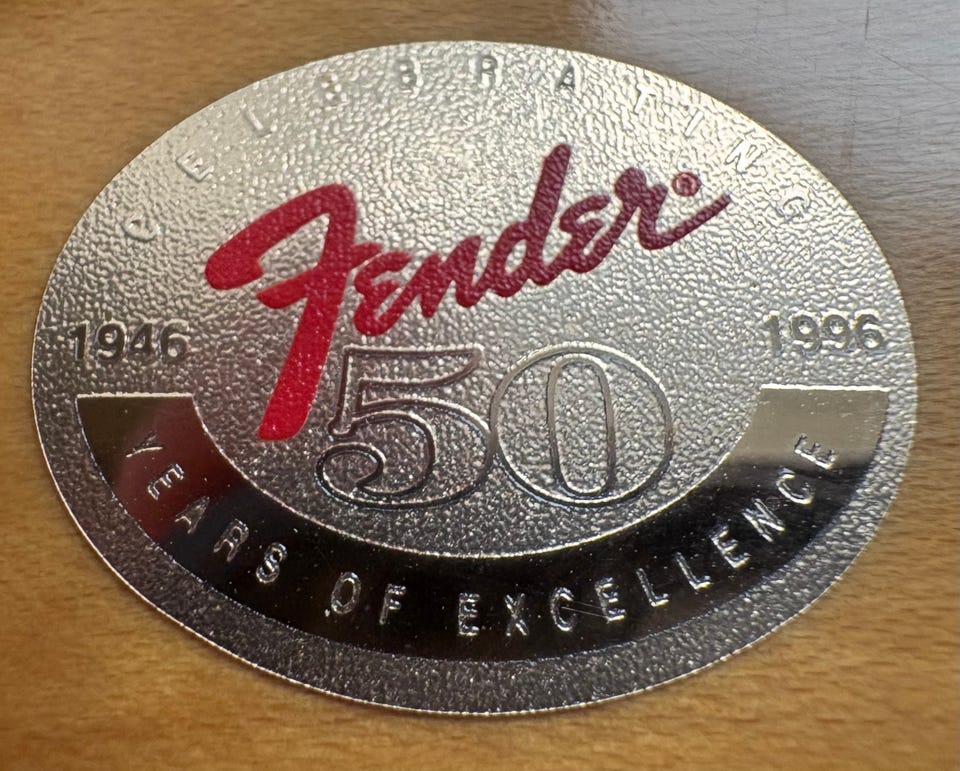 CELEBRATING
Fender®
1946
1996
50
YEARS OF EXCELLENCE